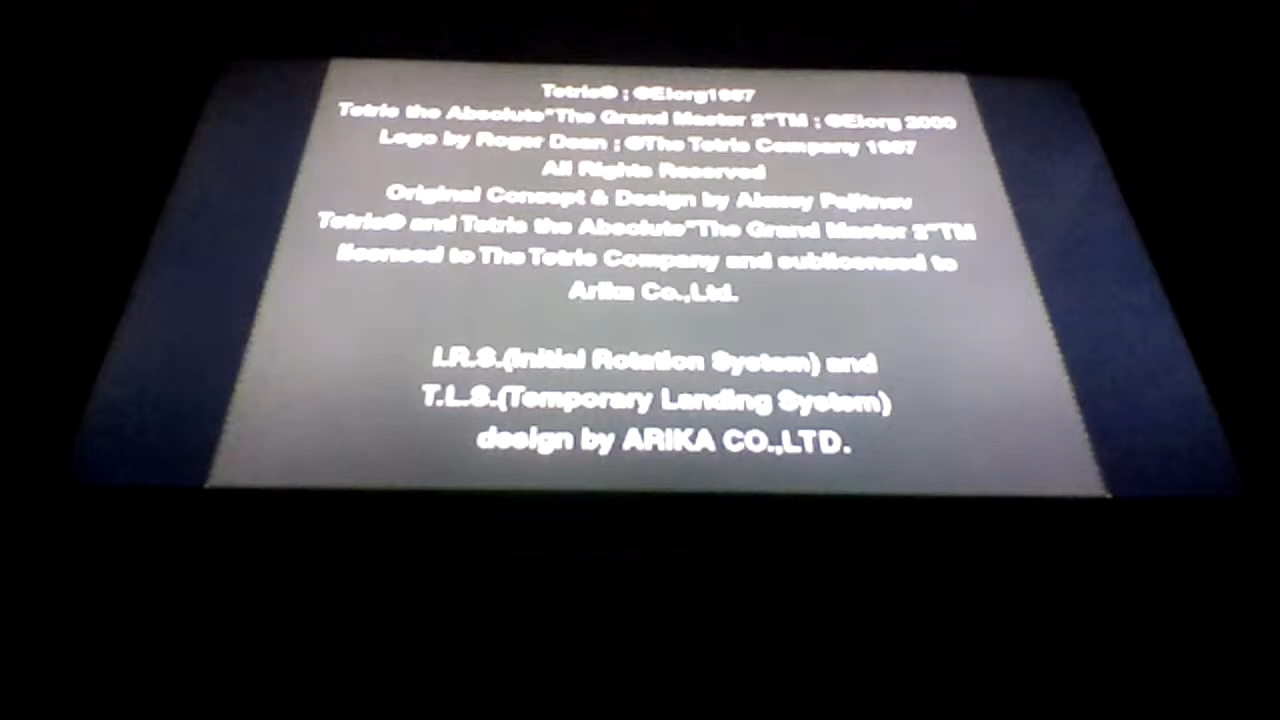 Tetris® ; ©Elorg1987
Tetris the Absolute"The Grand Master 2"TM ; ©Elorg 2000
Logo by Roger Dean ; ©The Tetris Company 1997
All Rights Reserved
Original Concept & Design by Alexey Pajitnov
Tetris® and Tetris the Absolute"The Grand Master 2"TM
licensed to The Tetris Company and sublicensed to
Arika Co.,Ltd.
I.R.S.(Initial Rotation System) and
T.L.S.(Temporary Landing System)
design by ARIKA CO.,LTD.